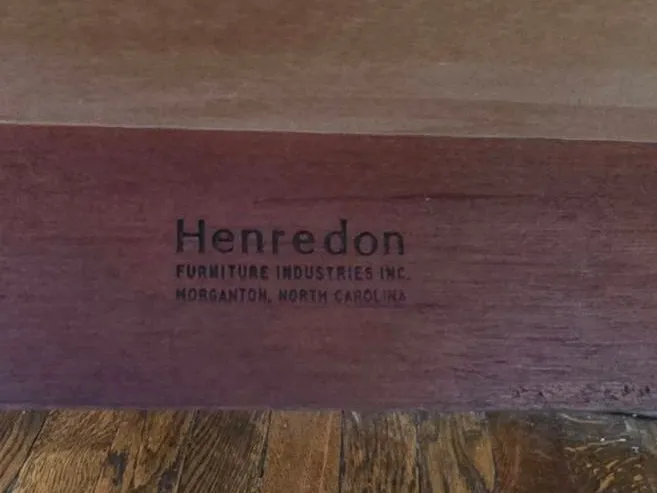 Henredon
FURNITURE INDUSTRIES INC.
MORGANTON, NORTH CAROLINA